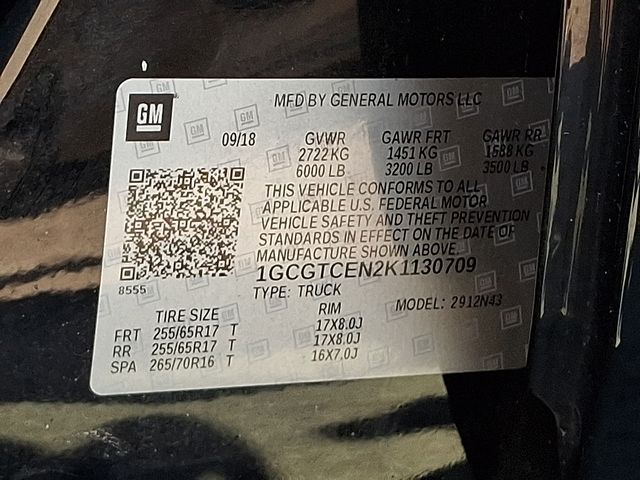 GM
MFD BY GENERAL MOTORS LLC
09/18 GVWR GAWR FRT GAWR RR
2722 KG 1451 KG 1588 KG
6000 LB 3200 LB 3500 LB
THIS VEHICLE CONFORMS TO ALL
APPLICABLE U.S. FEDERAL MOTOR
VEHICLE SAFETY AND THEFT PREVENTION
STANDARDS IN EFFECT ON THE DATE OF
MANUFACTURE SHOWN ABOVE.
1GCGTCEN2K1130709
8555
TYPE: TRUCK MODEL: 2912N43
TIRE SIZE RIM
FRT 255/65R17 T 17X8.0J
RR 255/65R17 T 17X8.0J
SPA 265/70R16 T 16X7.0J